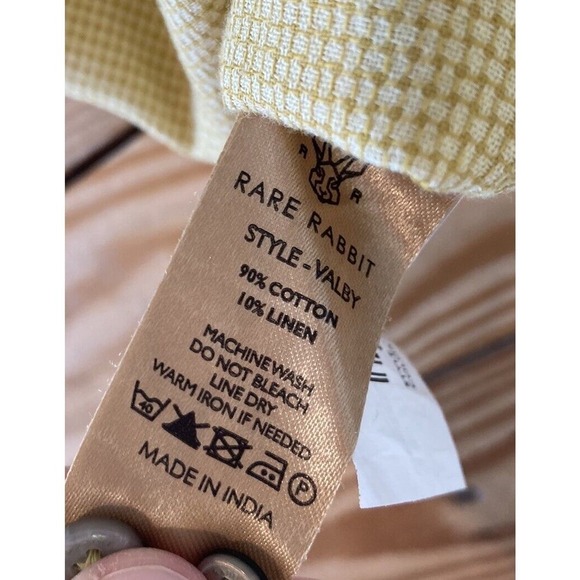 R R
RARE RABBIT
STYLE - VALBY
90% COTTON
10% LINEN
MACHINE WASH
DO NOT BLEACH
LINE DRY
WARM IRON IF NEEDED
40 P
MADE IN INDIA